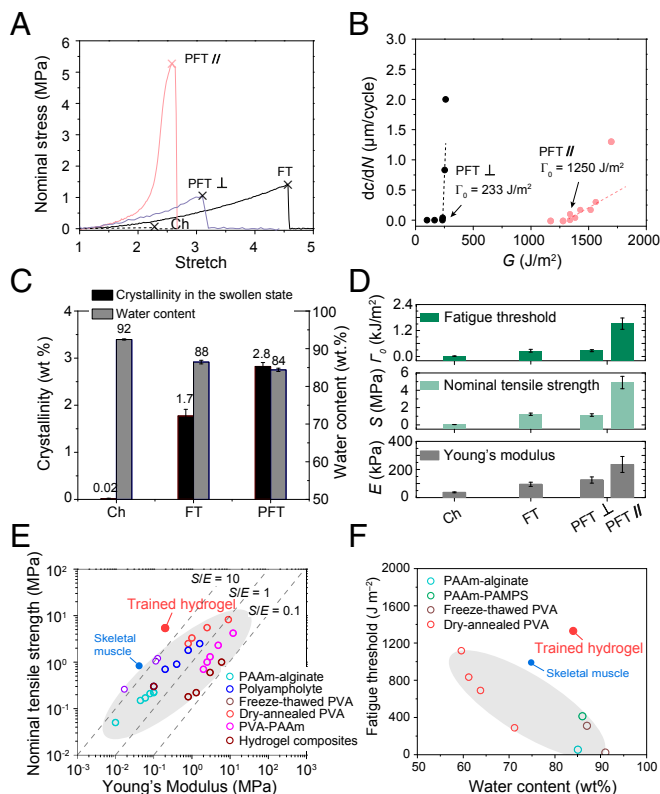 A
Nominal stress (MPa)
6
5
4
3
2
1
0
PFT //
PFT ⊥
FT
Ch
1 2 3 4 5
Stretch
B
dc/dN (μm/cycle)
3.0
2.5
2.0
1.5
1.0
0.5
0.0
PFT ⊥
Γ₀ = 233 J/m²
PFT //
Γ₀ = 1250 J/m²
0 500 1000 1500 2000
G (J/m²)
C
Crystallinity (wt %)
4
3
2
1
0
Crystallinity in the swollen state
Water content
92
88
2.8
84
1.7
0.02
100
90
80
70
60
50
Water content (wt.%)
Ch FT PFT
D
Γ₀ (kJ/m²)
2.4
1.2
0.0
Fatigue threshold
S (MPa)
6
4
2
0
Nominal tensile strength
E (kPa)
400
200
0
Young's modulus
Ch FT PFT ⊥ PFT //
E
Nominal tensile strength (MPa)
10²
10¹
10⁰
10⁻¹
10⁻²
S/E = 10
S/E = 1
S/E = 0.1
Trained hydrogel
Skeletal
muscle
PAAm-alginate
Polyampholyte
Freeze-thawed PVA
Dry-annealed PVA
PVA-PAAm
Hydrogel composites
10⁻³ 10⁻² 10⁻¹ 10⁰ 10¹ 10² 10³
Young's Modulus (MPa)
F
Fatigue threshold (J m⁻²)
2000
1600
1200
800
400
0
PAAm-alginate
PAAm-PAMPS
Freeze-thawed PVA
Dry-annealed PVA
Trained hydrogel
Skeletal muscle
50 60 70 80 90 100
Water content (wt%)